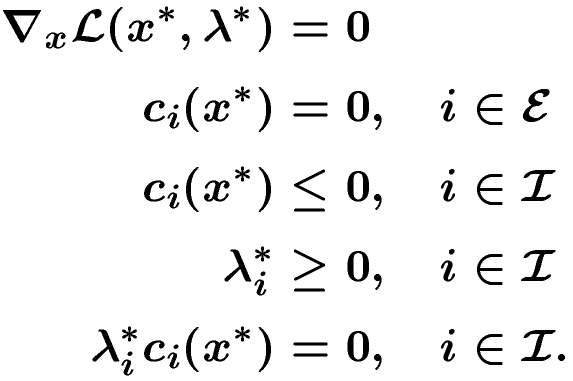 ∇ₓℒ(x*, λ*) = 0
cᵢ(x*) = 0, i ∈ ℰ
cᵢ(x*) ≤ 0, i ∈ ℐ
λᵢ* ≥ 0, i ∈ ℐ
λᵢ*cᵢ(x*) = 0, i ∈ ℐ.